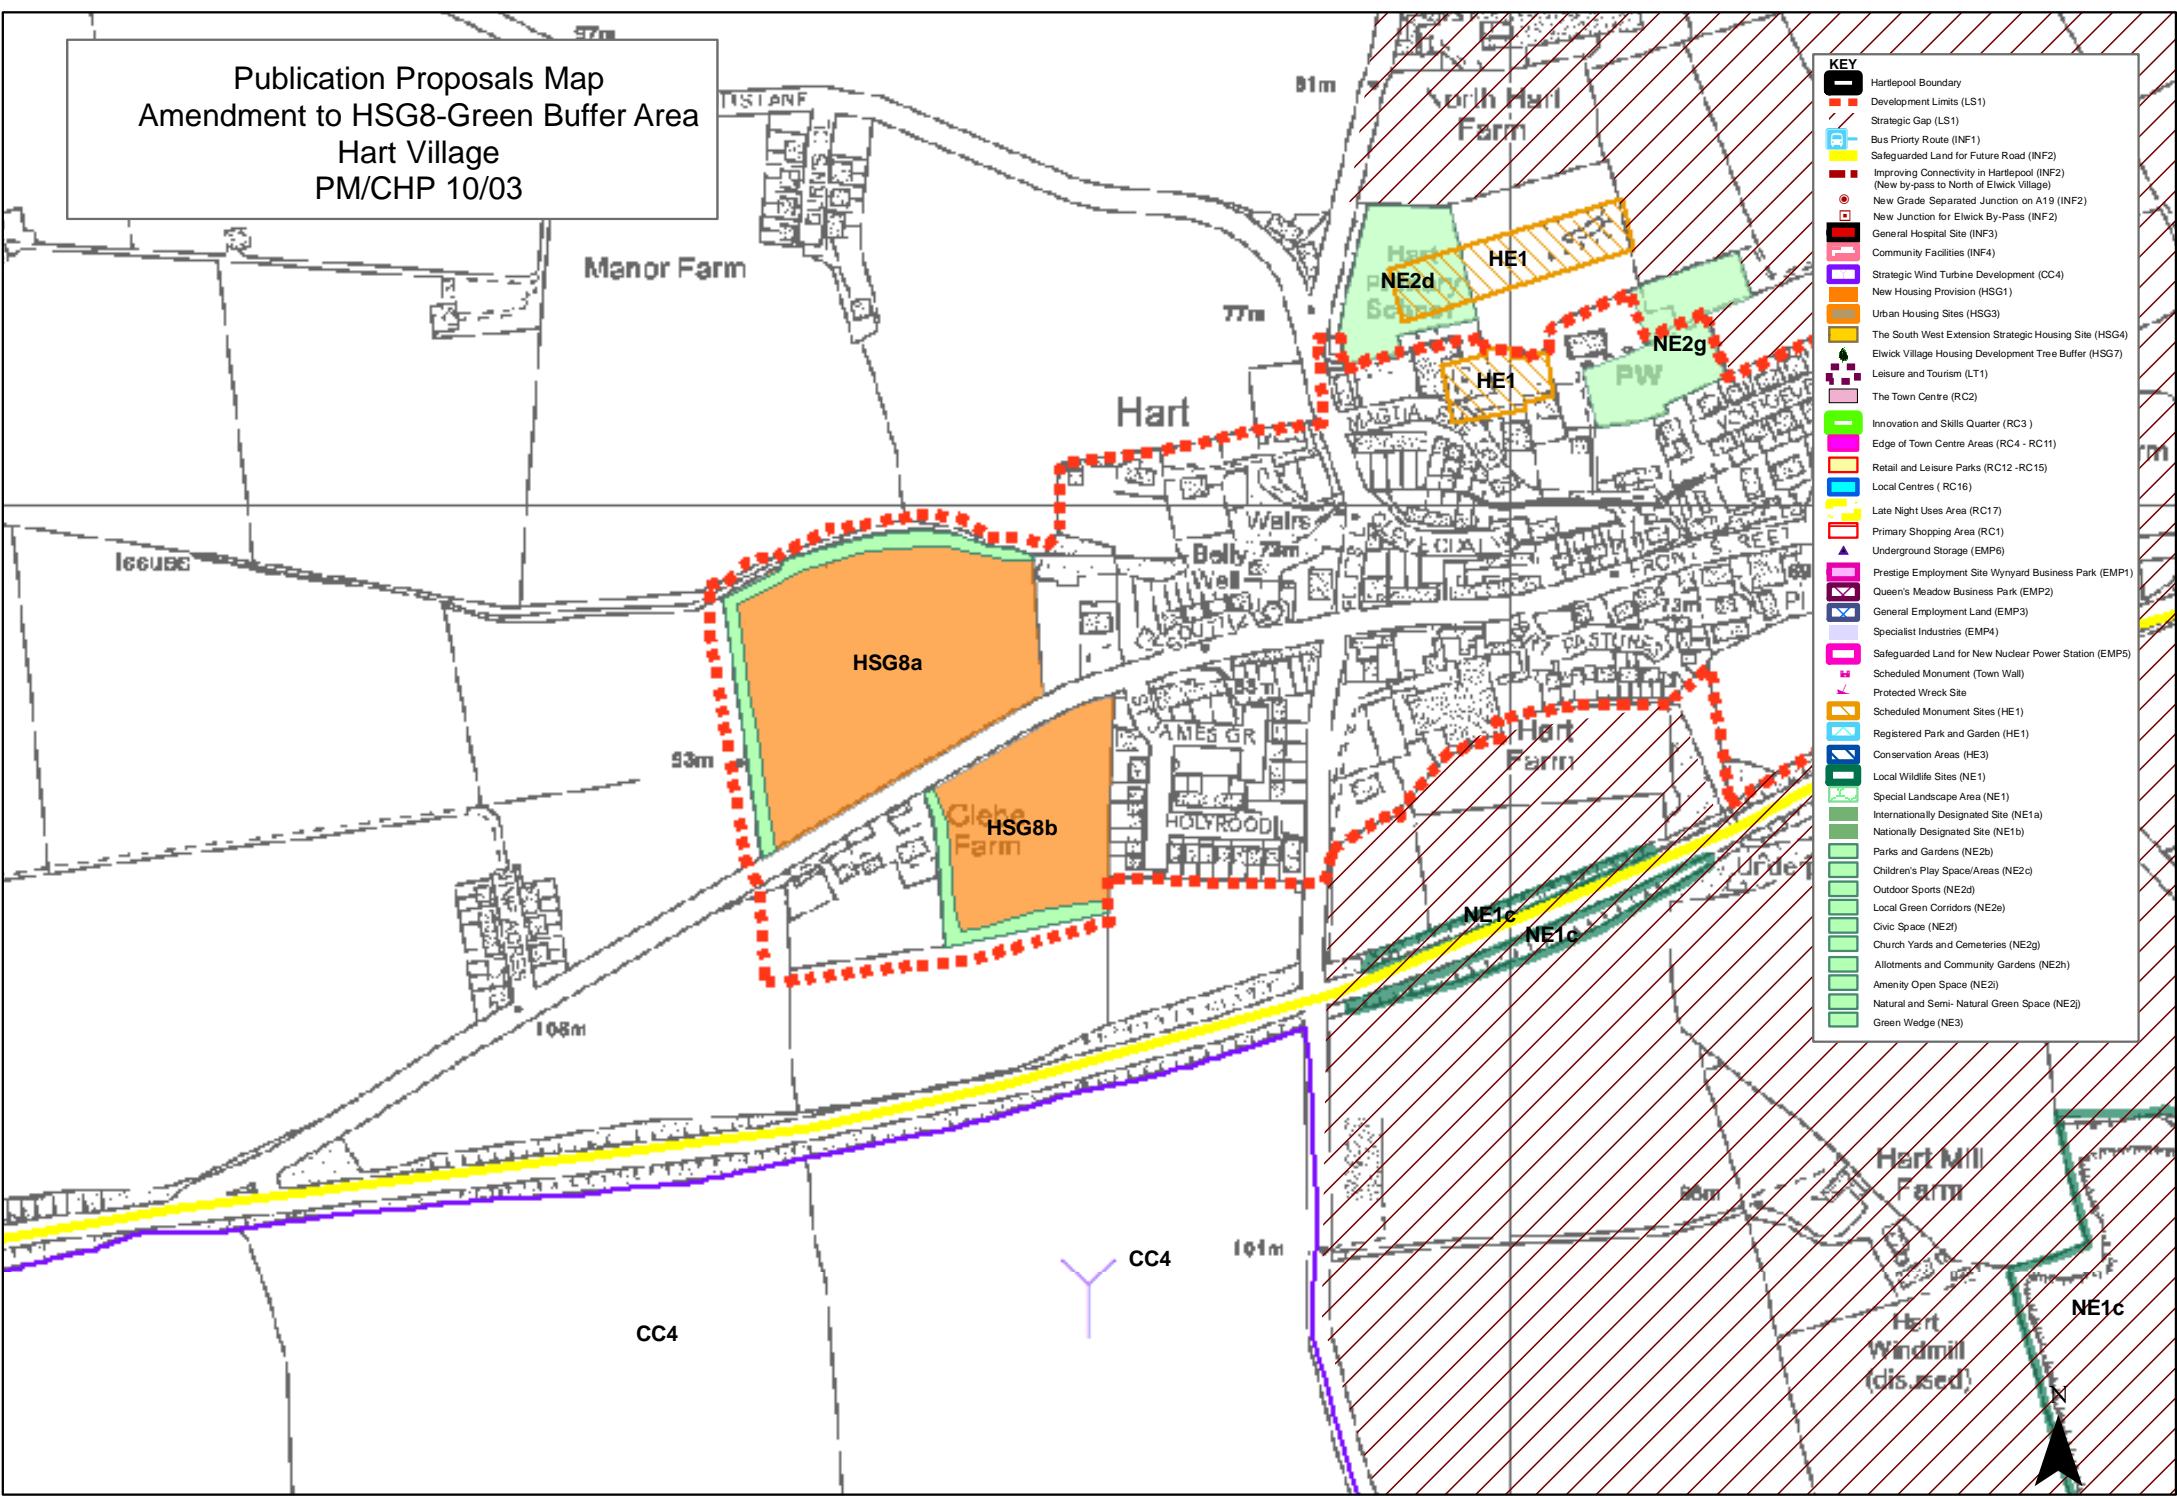 Publication Proposals Map
Amendment to HSG8-Green Buffer Area
Hart Village
PM/CHP 10/03
97m
91m
North Hart
Farm
Manor Farm
Hart
School
NE2d
HE1
77m
NE2g
HE1
PW
Hart
Issues
Weirs
Belly
Well
73m
HSG8a
93m
73m
83m
JAMES GR
Hart
Farm
Glebe
Farm
HSG8b
HOLYROOD
NE1c
NE1c
106m
CC4
CC4
101m
Hart Mill
Farm
98m
Hart
Windmill
(disused)
NE1c
N
KEY
Hartlepool Boundary
Development Limits (LS1)
Strategic Gap (LS1)
Bus Priorty Route (INF1)
Safeguarded Land for Future Road (INF2)
Improving Connectivity in Hartlepool (INF2)
(New by-pass to North of Elwick Village)
New Grade Separated Junction on A19 (INF2)
New Junction for Elwick By-Pass (INF2)
General Hospital Site (INF3)
Community Facilities (INF4)
Strategic Wind Turbine Development (CC4)
New Housing Provision (HSG1)
Urban Housing Sites (HSG3)
The South West Extension Strategic Housing Site (HSG4)
Elwick Village Housing Development Tree Buffer (HSG7)
Leisure and Tourism (LT1)
The Town Centre (RC2)
Innovation and Skills Quarter (RC3 )
Edge of Town Centre Areas (RC4 - RC11)
Retail and Leisure Parks (RC12 -RC15)
Local Centres ( RC16)
Late Night Uses Area (RC17)
Primary Shopping Area (RC1)
Underground Storage (EMP6)
Prestige Employment Site Wynyard Business Park (EMP1)
Queen's Meadow Business Park (EMP2)
General Employment Land (EMP3)
Specialist Industries (EMP4)
Safeguarded Land for New Nuclear Power Station (EMP5)
Scheduled Monument (Town Wall)
Protected Wreck Site
Scheduled Monument Sites (HE1)
Registered Park and Garden (HE1)
Conservation Areas (HE3)
Local Wildlife Sites (NE1)
Special Landscape Area (NE1)
Internationally Designated Site (NE1a)
Nationally Designated Site (NE1b)
Parks and Gardens (NE2b)
Children's Play Space/Areas (NE2c)
Outdoor Sports (NE2d)
Local Green Corridors (NE2e)
Civic Space (NE2f)
Church Yards and Cemeteries (NE2g)
Allotments and Community Gardens (NE2h)
Amenity Open Space (NE2i)
Natural and Semi- Natural Green Space (NE2j)
Green Wedge (NE3)